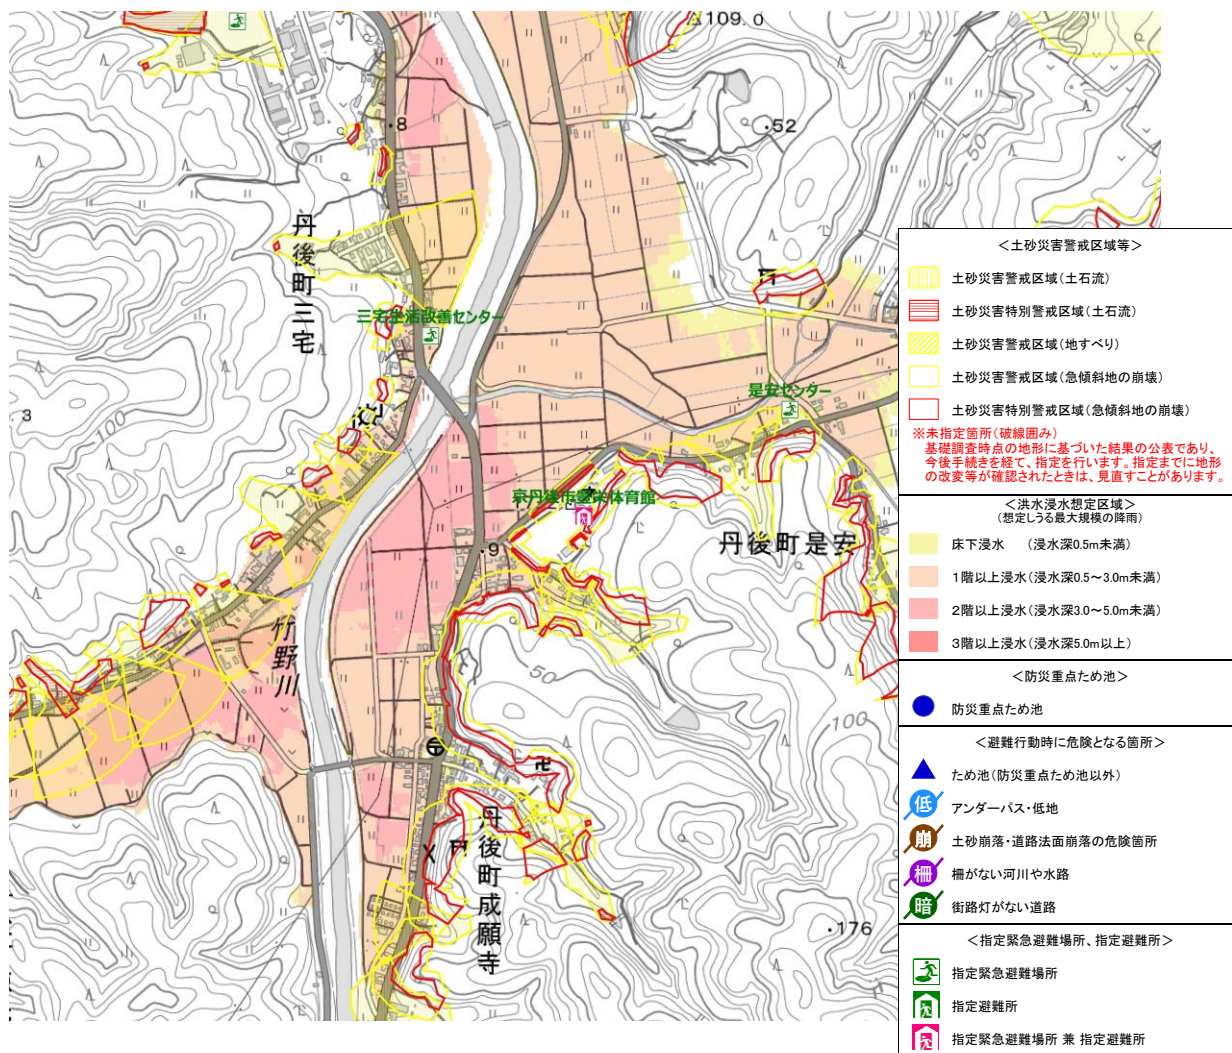 109.0
8
52
50
丹後町三宅
三宅生活改善センター
3
100
是安センター
京丹後市豊栄体育館
丹後町是安
9
竹野川
50
100
丹後町成願寺
176
<土砂災害警戒区域等>
土砂災害警戒区域(土石流)
土砂災害特別警戒区域(土石流)
土砂災害警戒区域(地すべり)
土砂災害警戒区域(急傾斜地の崩壊)
土砂災害特別警戒区域(急傾斜地の崩壊)
※未指定箇所(破線囲み)
基礎調査時点の地形に基づいた結果の公表であり、
今後手続きを経て、指定を行います。指定までに地形
の改変等が確認されたときは、見直すことがあります。
<洪水浸水想定区域>
(想定しうる最大規模の降雨)
床下浸水 (浸水深0.5m未満)
1階以上浸水(浸水深0.5~3.0m未満)
2階以上浸水(浸水深3.0~5.0m未満)
3階以上浸水(浸水深5.0m以上)
<防災重点ため池>
防災重点ため池
<避難行動時に危険となる箇所>
ため池(防災重点ため池以外)
低 アンダーパス・低地
崩 土砂崩落・道路法面崩落の危険箇所
柵 柵がない河川や水路
暗 街路灯がない道路
<指定緊急避難場所、指定避難所>
指定緊急避難場所
指定避難所
指定緊急避難場所 兼 指定避難所